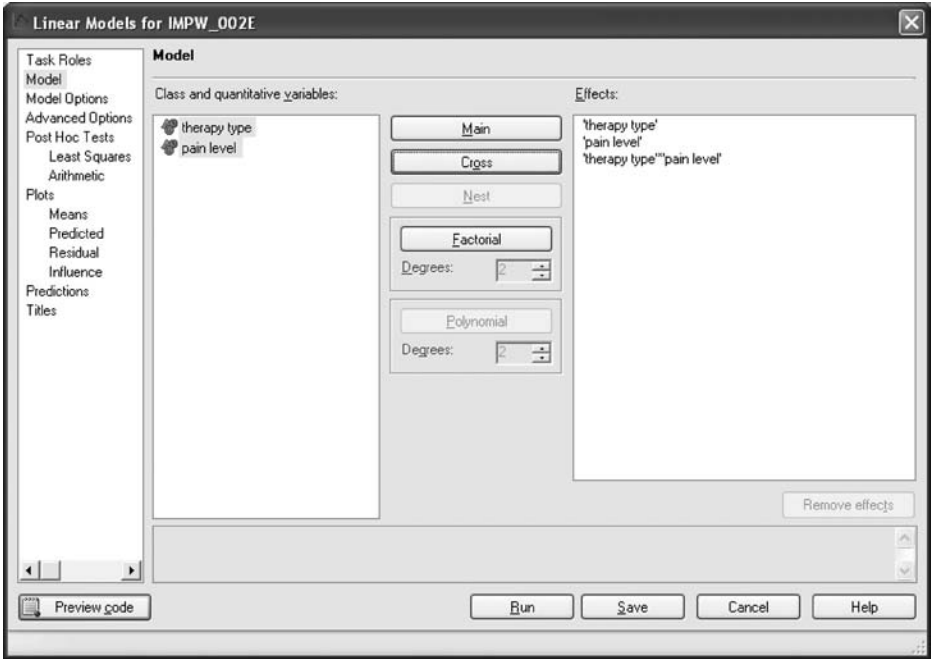 Linear Models for IMPW_002E
Task Roles
Model
Model Options
Advanced Options
Post Hoc Tests
Least Squares
Arithmetic
Plots
Means
Predicted
Residual
Influence
Predictions
Titles
Model
Class and quantitative variables:
therapy type
pain level
Main
Cross
Nest
Factorial
Degrees: 2
Polynomial
Degrees: 2
Effects:
'therapy type'
'pain level'
'therapy type'*'pain level'
Remove effects
Preview code
Run
Save
Cancel
Help